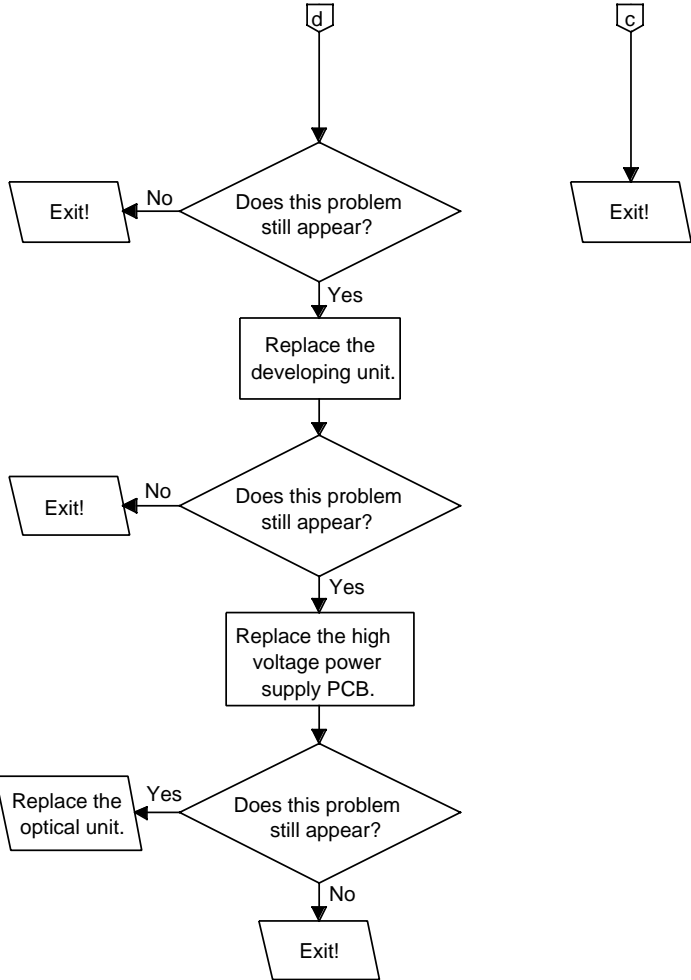 d
c
No
Does this problem
still appear?
Exit!
Exit!
Yes
Replace the
developing unit.
No
Does this problem
still appear?
Exit!
Yes
Replace the high
voltage power
supply PCB.
Yes
Replace the
optical unit.
Does this problem
still appear?
No
Exit!